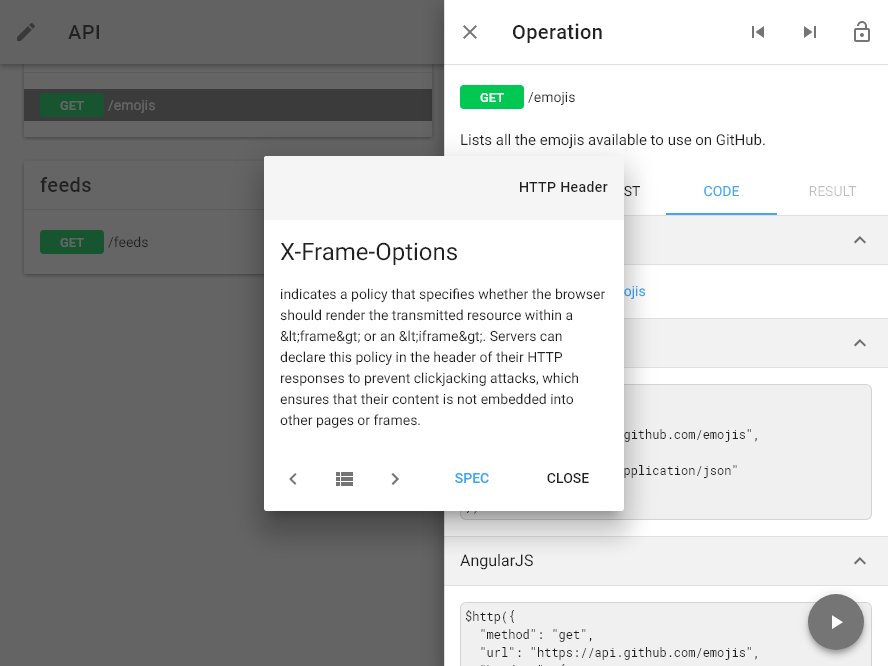 API
GET /emojis
feeds
GET /feeds
Operation
GET /emojis
Lists all the emojis available to use on GitHub.
ST
CODE
RESULT
ojis
github.com/emojis",
pplication/json"
AngularJS
$http({
"method": "get",
"url": "https://api.github.com/emojis",
HTTP Header
X-Frame-Options
indicates a policy that specifies whether the browser
should render the transmitted resource within a
&lt;frame&gt; or an &lt;iframe&gt;. Servers can
declare this policy in the header of their HTTP
responses to prevent clickjacking attacks, which
ensures that their content is not embedded into
other pages or frames.
SPEC
CLOSE